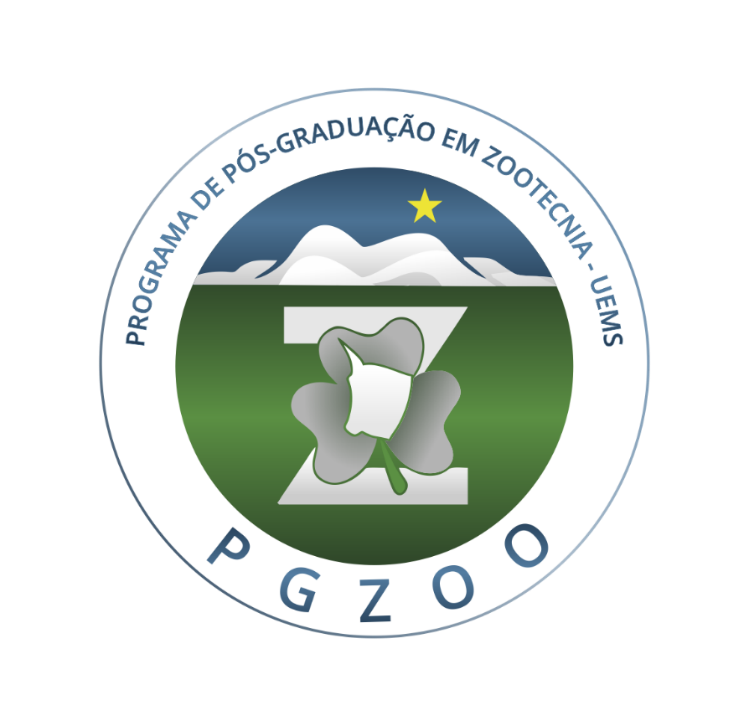 PROGRAMA DE PÓS-GRADUAÇÃO EM ZOOTECNIA - UEMS
Z
PGZOO